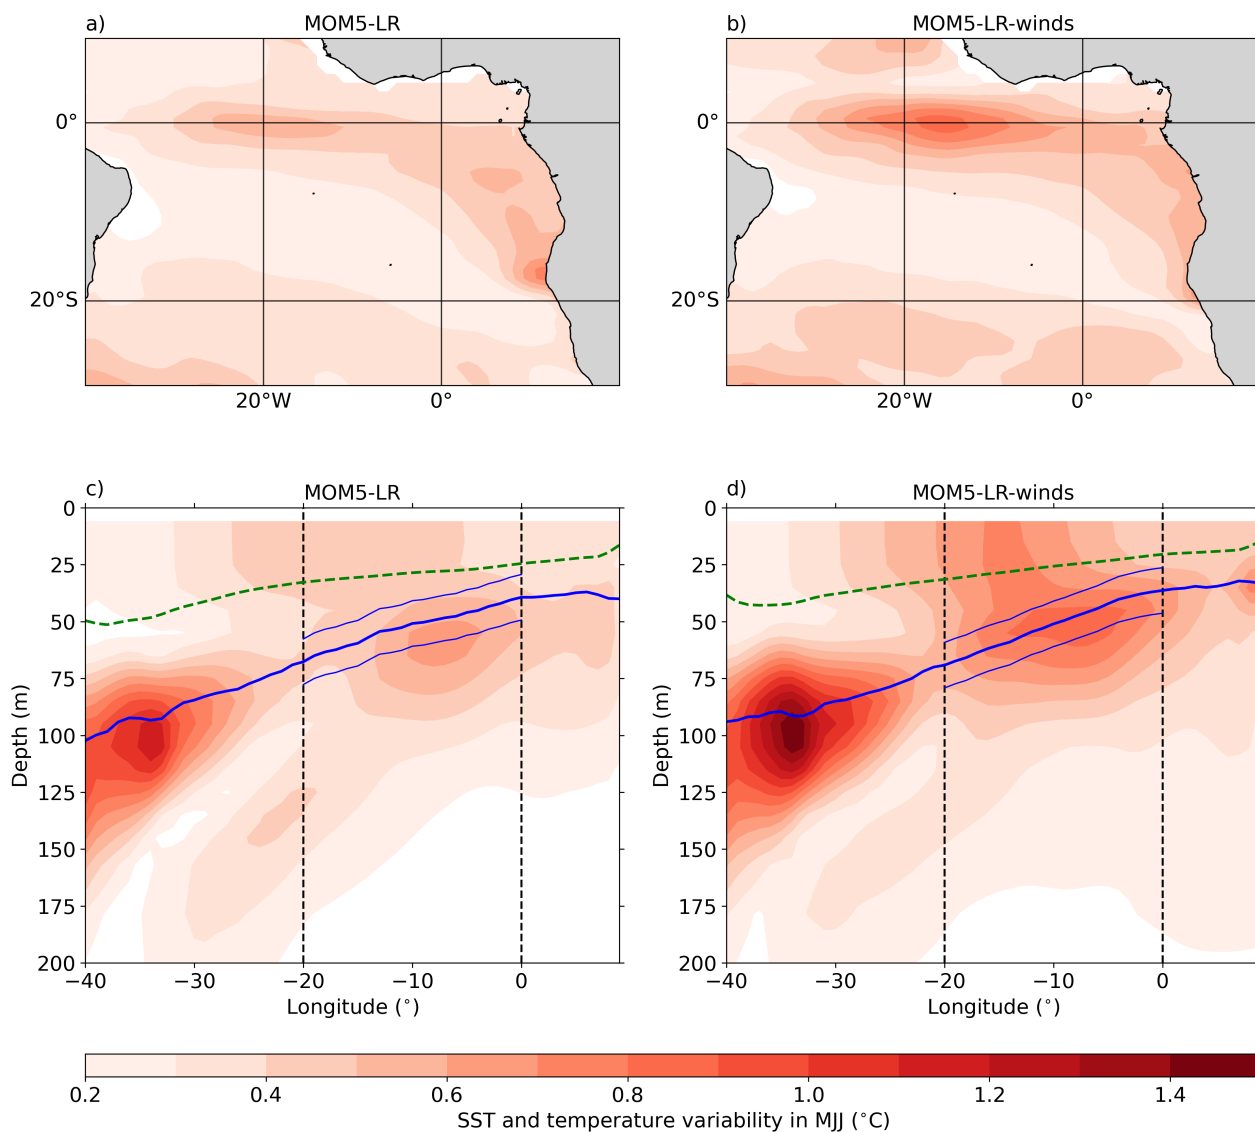 a) MOM5-LR
b) MOM5-LR-winds
0°
20°S
20°W 0°
0°
20°S
20°W 0°
c) MOM5-LR
0
25
50
75
100
125
150
175
200
Depth (m)
−40 −30 −20 −10 0
Longitude (°)
d) MOM5-LR-winds
0
25
50
75
100
125
150
175
200
Depth (m)
−40 −30 −20 −10 0
Longitude (°)
0.2 0.4 0.6 0.8 1.0 1.2 1.4
SST and temperature variability in MJJ (°C)